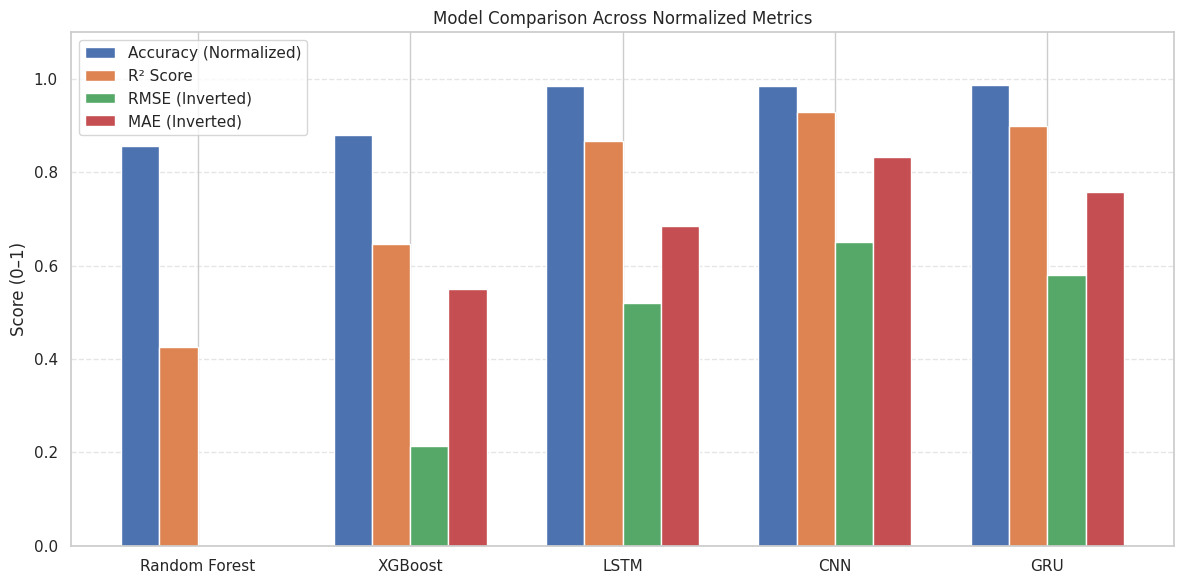 Model Comparison Across Normalized Metrics
Accuracy (Normalized)
R² Score
RMSE (Inverted)
MAE (Inverted)
Score (0–1)
1.0
0.8
0.6
0.4
0.2
0.0
Random Forest
XGBoost
LSTM
CNN
GRU